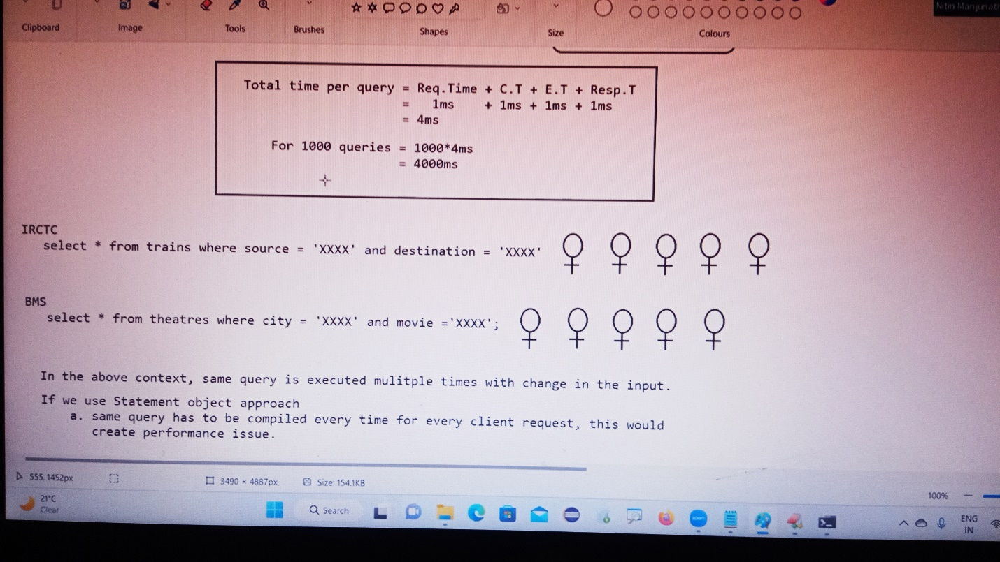 Nitin Manjunath
Clipboard
Image
Tools
Brushes
Shapes
Size
Colours
Total time per query = Req.Time + C.T + E.T + Resp.T
= 1ms + 1ms + 1ms + 1ms
= 4ms
For 1000 queries = 1000*4ms
= 4000ms
IRCTC
select * from trains where source = 'XXXX' and destination = 'XXXX'
BMS
select * from theatres where city = 'XXXX' and movie ='XXXX';
In the above context, same query is executed mulitple times with change in the input.
If we use Statement object approach
a. same query has to be compiled every time for every client request, this would
create performance issue.
555, 1452px
3490 × 4887px
Size: 154.1KB
100%
21°C
Clear
Search
zoom
ENG
IN